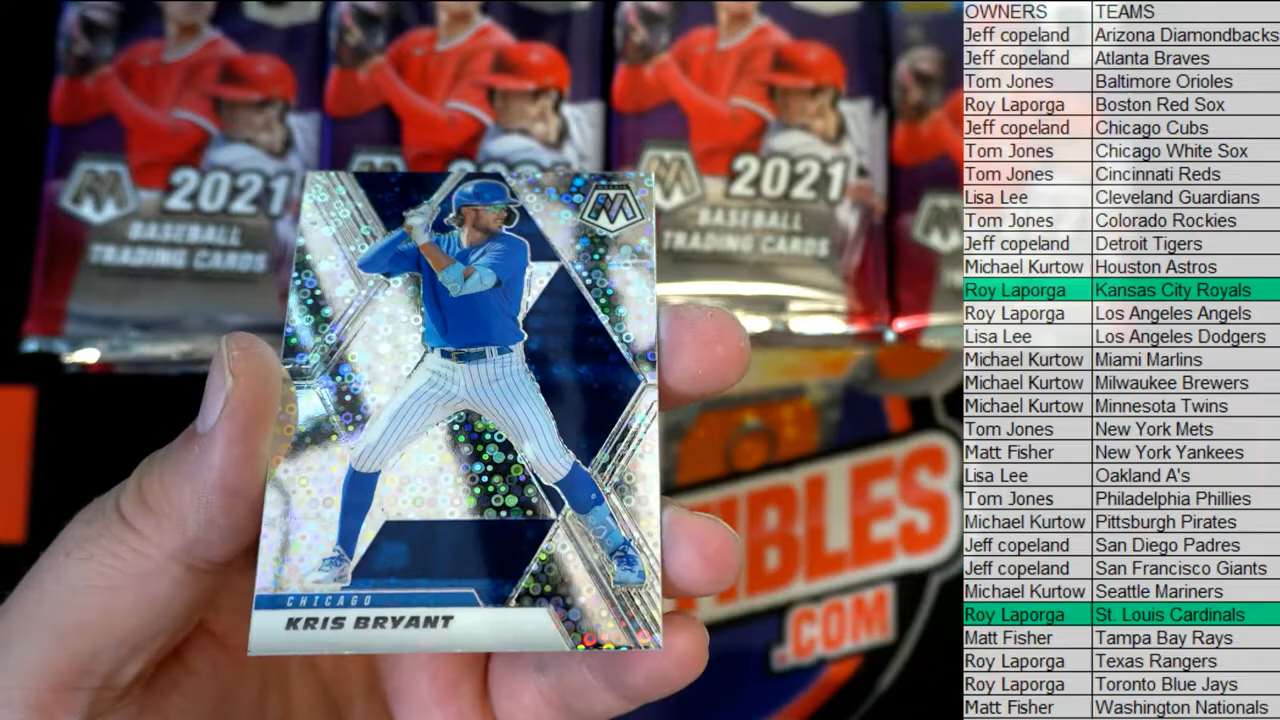 2021
BASEBALL
TRADING CARDS
2021
BASEBALL
TRADING CARDS
CHICAGO
KRIS BRYANT
.COM
OWNERS TEAMS
Jeff copeland Arizona Diamondbacks
Jeff copeland Atlanta Braves
Tom Jones Baltimore Orioles
Roy Laporga Boston Red Sox
Jeff copeland Chicago Cubs
Tom Jones Chicago White Sox
Tom Jones Cincinnati Reds
Lisa Lee Cleveland Guardians
Tom Jones Colorado Rockies
Jeff copeland Detroit Tigers
Michael Kurtow Houston Astros
Roy Laporga Kansas City Royals
Roy Laporga Los Angeles Angels
Lisa Lee Los Angeles Dodgers
Michael Kurtow Miami Marlins
Michael Kurtow Milwaukee Brewers
Michael Kurtow Minnesota Twins
Tom Jones New York Mets
Matt Fisher New York Yankees
Lisa Lee Oakland A's
Tom Jones Philadelphia Phillies
Michael Kurtow Pittsburgh Pirates
Jeff copeland San Diego Padres
Jeff copeland San Francisco Giants
Michael Kurtow Seattle Mariners
Roy Laporga St. Louis Cardinals
Matt Fisher Tampa Bay Rays
Roy Laporga Texas Rangers
Roy Laporga Toronto Blue Jays
Matt Fisher Washington Nationals